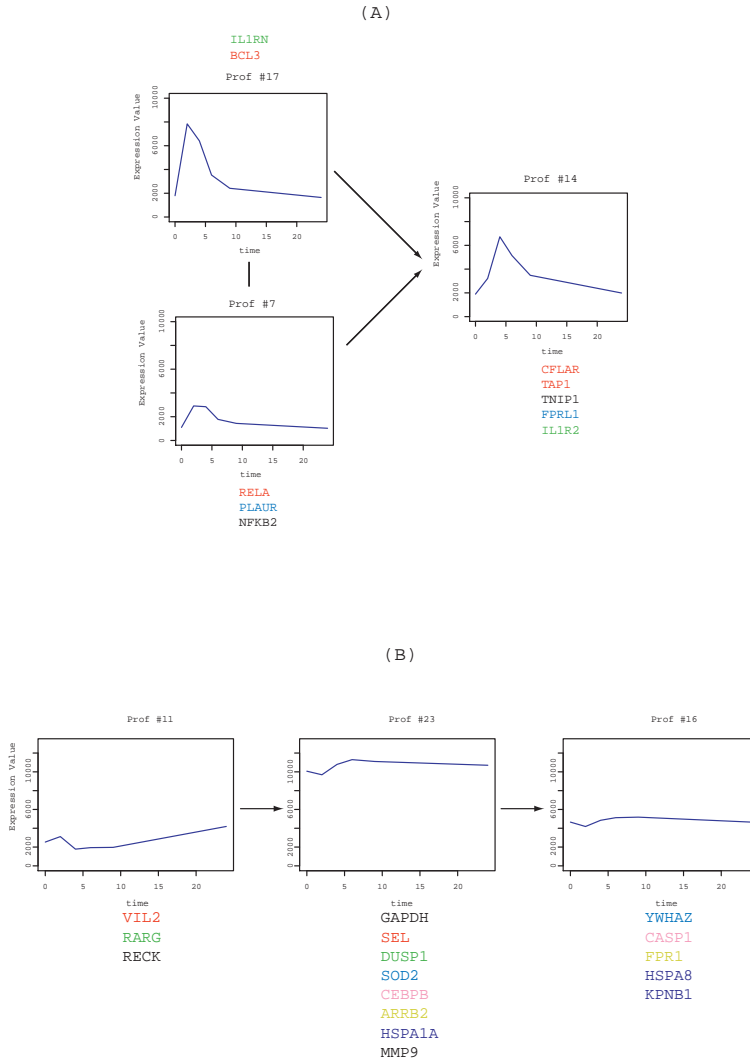 (A)
IL1RN
BCL3
Prof #17
Expression Value
0 2000 6000 10000
0 5 10 15 20
time
Prof #14
Expression Value
0 2000 6000 10000
0 5 10 15 20
time
CFLAR
TAP1
TNIP1
FPRL1
IL1R2
Prof #7
Expression Value
0 2000 6000 10000
0 5 10 15 20
time
RELA
PLAUR
NFKB2
(B)
Prof #11
Expression Value
0 2000 6000 10000
0 5 10 15 20
time
VIL2
RARG
RECK
Prof #23
0 2000 6000 10000
0 5 10 15 20
time
GAPDH
SEL
DUSP1
SOD2
CEBPB
ARRB2
HSPA1A
MMP9
Prof #16
0 2000 6000 10000
0 5 10 15 20
time
YWHAZ
CASP1
FPR1
HSPA8
KPNB1